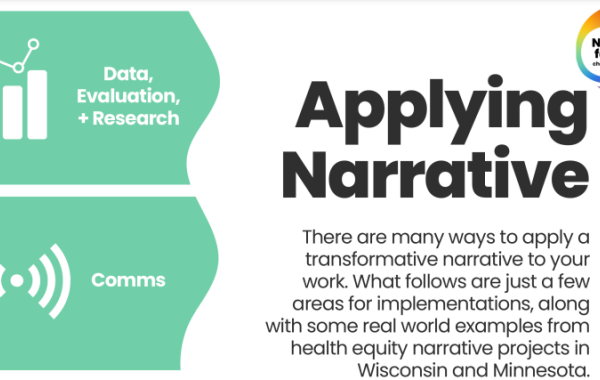 Data,
Evaluation,
+ Research
Comms
Applying
Narrative
There are many ways to apply a
transformative narrative to your
work. What follows are just a few
areas for implementations, along
with some real world examples from
health equity narrative projects in
Wisconsin and Minnesota.